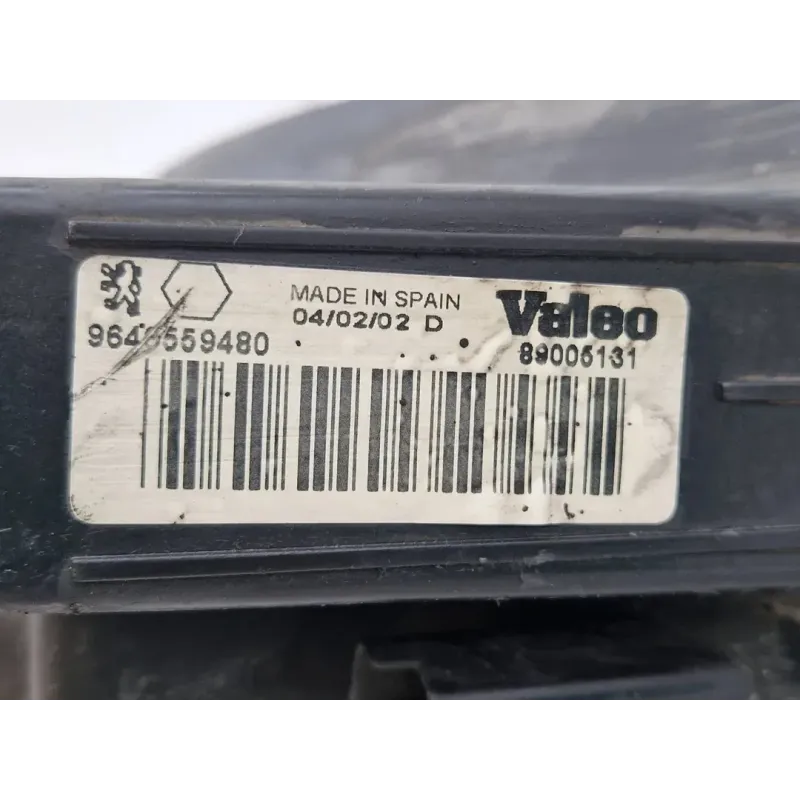 MADE IN SPAIN
04/02/02 D
Valeo
89005131